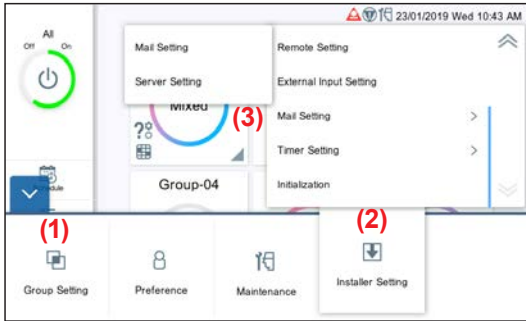 23/01/2019 Wed 10:43 AM
All
Off On
Mail Setting
Server Setting
Remote Setting
External Input Setting
Mail Setting >
Timer Setting >
Initialization
Mixed
(3)
Group-04
(1)
(2)
Group Setting
Preference
Maintenance
Installer Setting